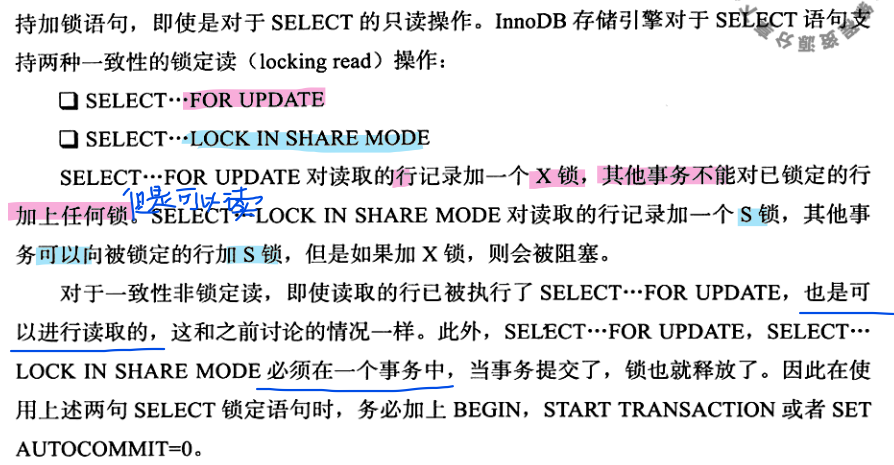 持加锁语句，即使是对于 SELECT 的只读操作。InnoDB 存储引擎对于 SELECT 语句支
持两种一致性的锁定读（locking read）操作：
❑ SELECT…FOR UPDATE
❑ SELECT…LOCK IN SHARE MODE
SELECT…FOR UPDATE 对读取的行记录加一个 X 锁，其他事务不能对已锁定的行
但是可以读
加上任何锁。SELECT…LOCK IN SHARE MODE 对读取的行记录加一个 S 锁，其他事
务可以向被锁定的行加 S 锁，但是如果加 X 锁，则会被阻塞。
对于一致性非锁定读，即使读取的行已被执行了 SELECT…FOR UPDATE，也是可
以进行读取的，这和之前讨论的情况一样。此外，SELECT…FOR UPDATE，SELECT…
LOCK IN SHARE MODE 必须在一个事务中，当事务提交了，锁也就释放了。因此在使
用上述两句 SELECT 锁定语句时，务必加上 BEGIN，START TRANSACTION 或者 SET
AUTOCOMMIT=0。